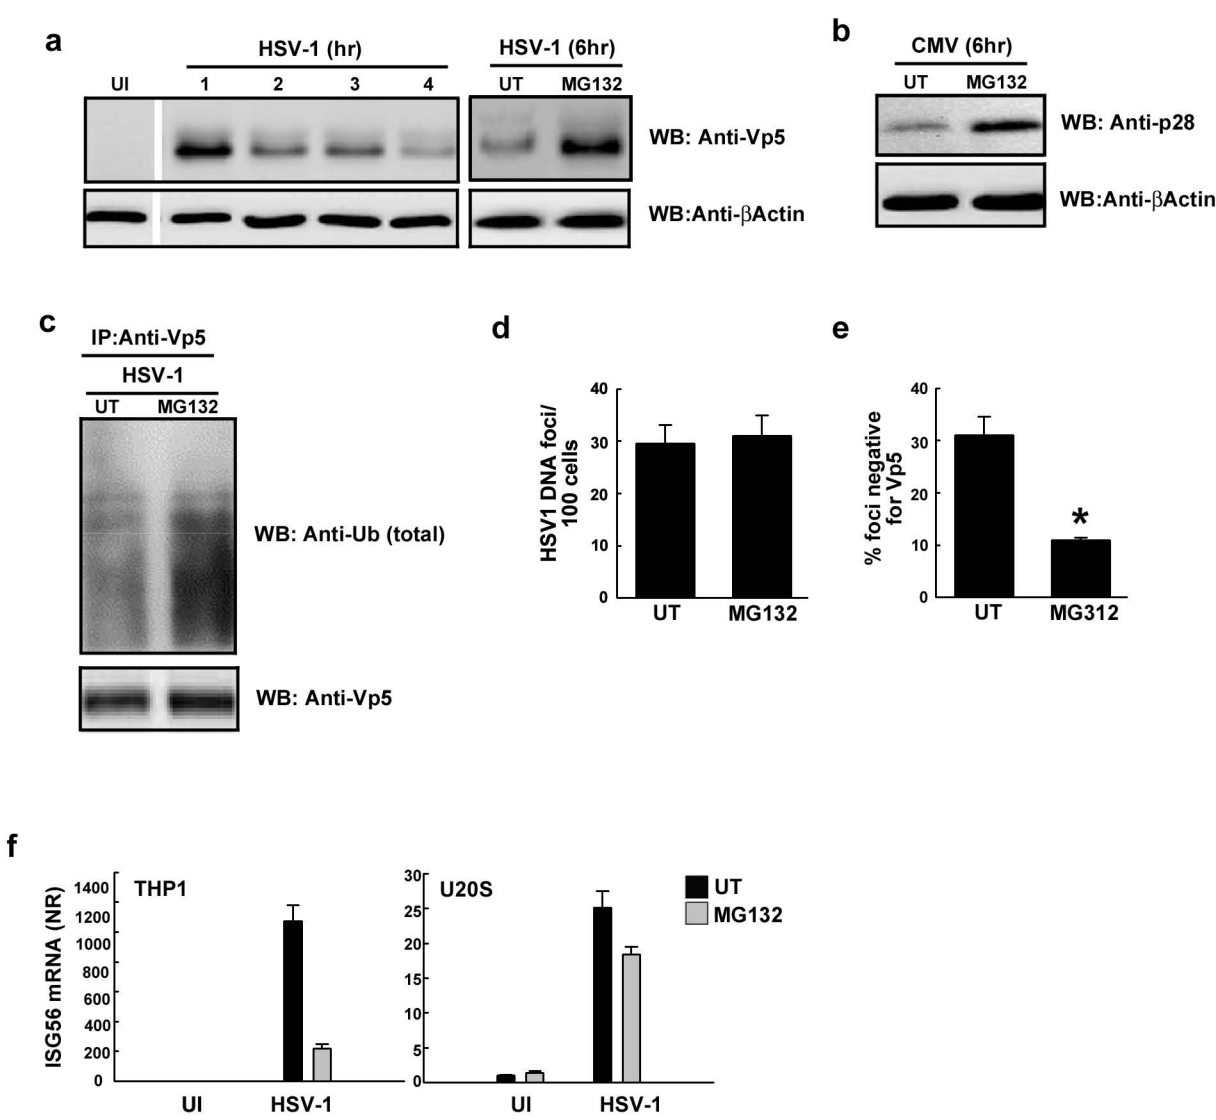 a
HSV-1 (hr)
HSV-1 (6hr)
UI 1 2 3 4 UT MG132
WB: Anti-Vp5
WB:Anti-βActin
b
CMV (6hr)
UT MG132
WB: Anti-p28
WB:Anti-βActin
c
IP:Anti-Vp5
HSV-1
UT MG132
WB: Anti-Ub (total)
WB: Anti-Vp5
d
HSV1 DNA foci/
100 cells
40
30
20
10
0
UT MG132
e
% foci negative
for Vp5
40
30
20
10
0
*
UT MG312
f
ISG56 mRNA (NR)
THP1
1400
1200
1000
800
600
400
200
0
UI HSV-1
U20S
30
25
20
15
10
5
0
UI HSV-1
UT
MG132